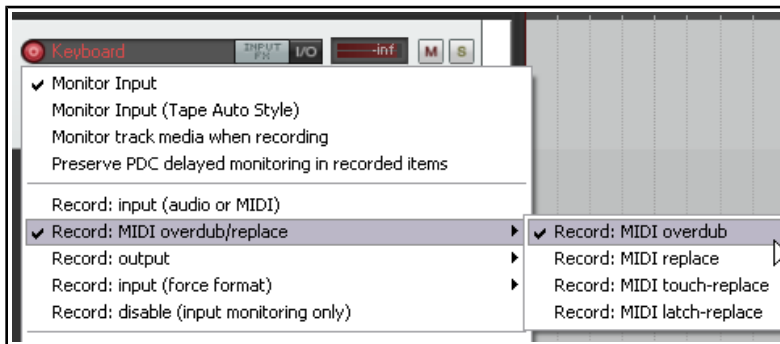 Keyboard INPUT FX I/O -inf M S
Monitor Input
Monitor Input (Tape Auto Style)
Monitor track media when recording
Preserve PDC delayed monitoring in recorded items
Record: input (audio or MIDI)
Record: MIDI overdub/replace
Record: output
Record: input (force format)
Record: disable (input monitoring only)
Record: MIDI overdub
Record: MIDI replace
Record: MIDI touch-replace
Record: MIDI latch-replace